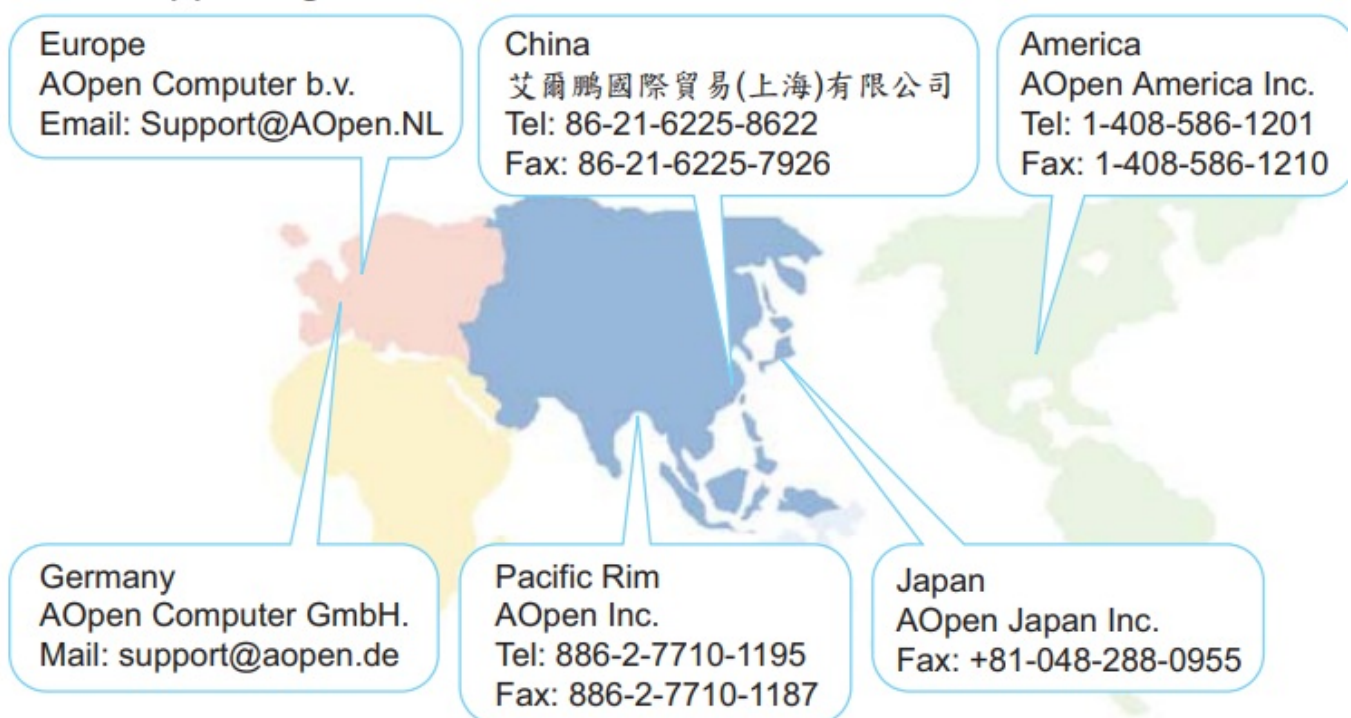 Europe
AOpen Computer b.v.
Email: Support@AOpen.NL
China
艾爾鵬國際貿易(上海)有限公司
Tel: 86-21-6225-8622
Fax: 86-21-6225-7926
America
AOpen America Inc.
Tel: 1-408-586-1201
Fax: 1-408-586-1210
Germany
AOpen Computer GmbH.
Mail: support@aopen.de
Pacific Rim
AOpen Inc.
Tel: 886-2-7710-1195
Fax: 886-2-7710-1187
Japan
AOpen Japan Inc.
Fax: +81-048-288-0955